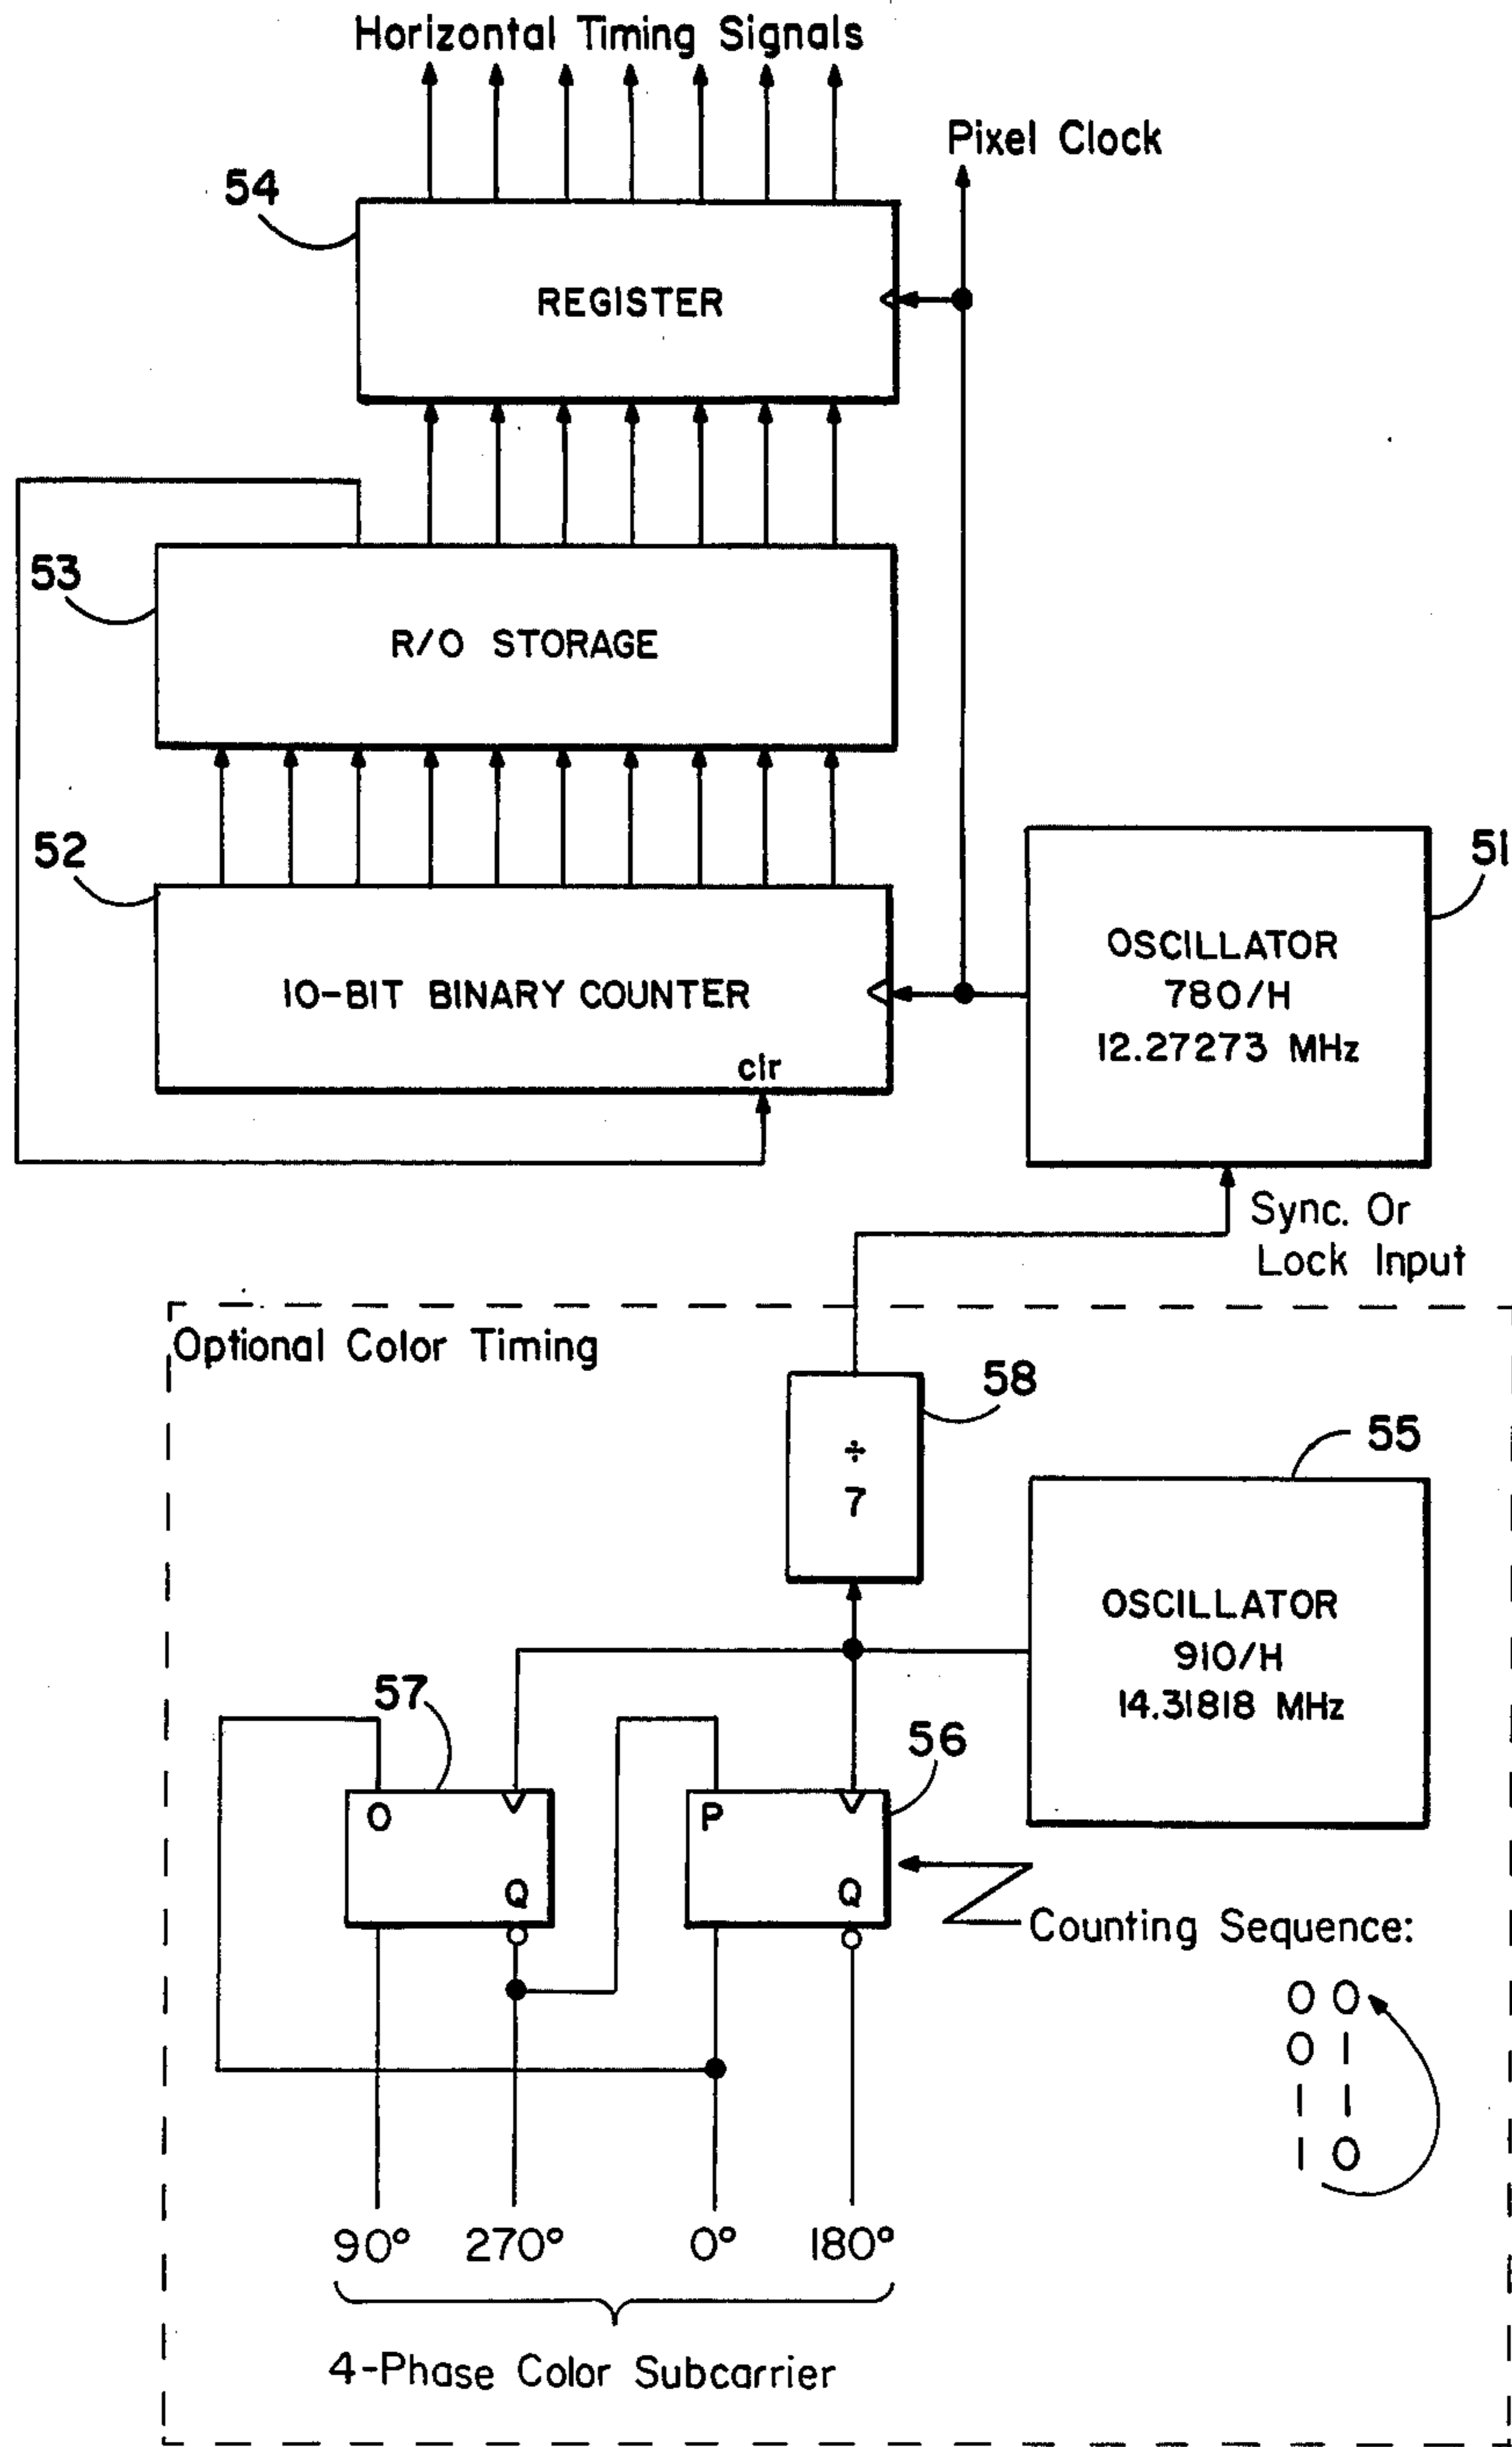 Horizontal Timing Signals
Pixel Clock
54
REGISTER
53
R/O STORAGE
52
51
10-BIT BINARY COUNTER
clr
OSCILLATOR
780/H
12.27273 MHz
Sync. Or
Lock Input
Optional Color Timing
58
÷
7
55
OSCILLATOR
910/H
14.31818 MHz
57
56
O
Q
P
Q
Counting Sequence:
0 0
0 1
1 1
1 0
90° 270° 0° 180°
4-Phase Color Subcarrier